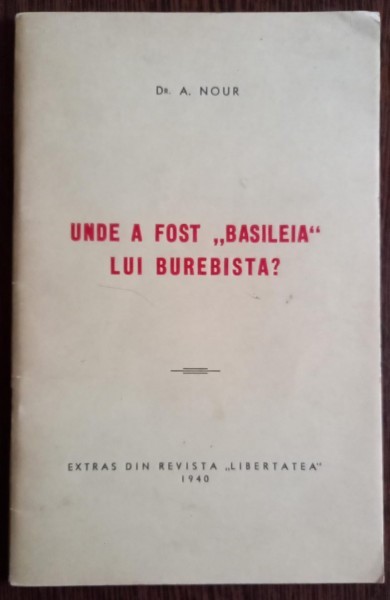 DR. A. NOUR
UNDE A FOST „BASILEIA“
LUI BUREBISTA?
EXTRAS DIN REVISTA „LIBERTATEA“
1940